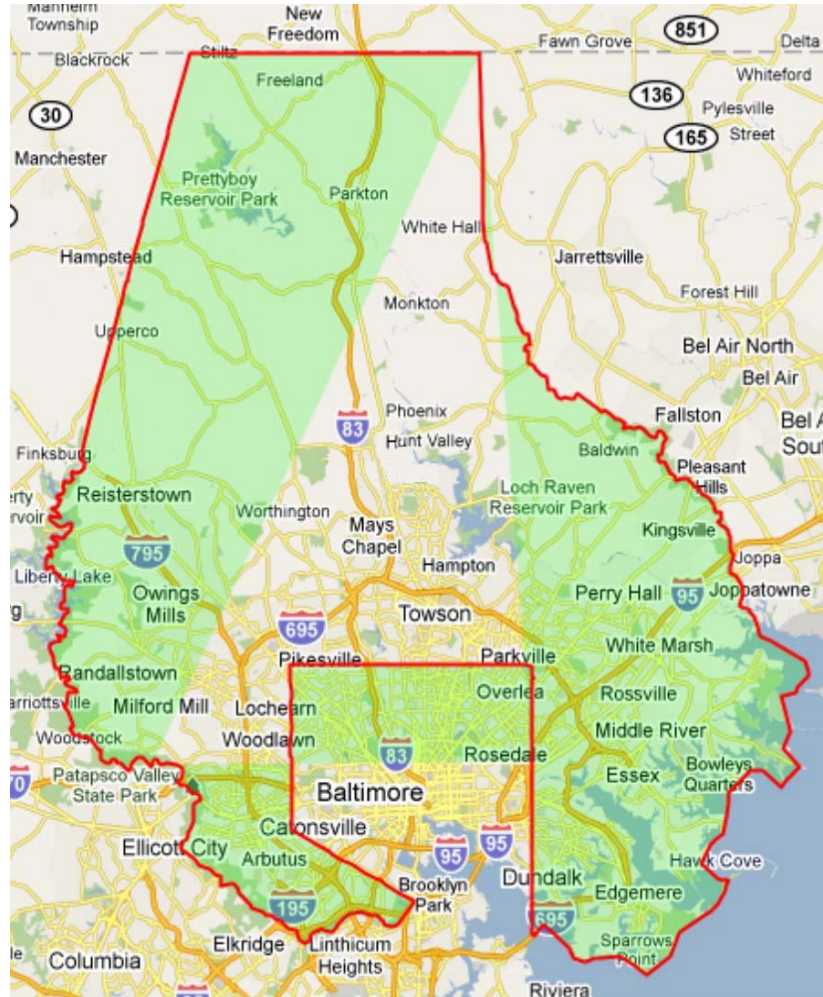 Manheim
Township
New
Freedom
851
Fawn Grove
Delta
Stiltz
Blackrock
Freeland
Whiteford
136
Pylesville
30
165
Street
Manchester
Prettyboy
Reservoir Park
Parkton
White Hall
Hampstead
Jarrettsville
Monkton
Forest Hill
Upperco
Bel Air North
Bel Air
Phoenix
83
Fallston
Hunt Valley
Baldwin
Finksburg
Pleasant
Hills
Reisterstown
Loch Raven
Reservoir Park
Worthington
Mays
Chapel
Kingsville
795
Joppa
Liberty Lake
Hampton
Owings
Mills
Perry Hall
95
Joppatowne
Towson
695
White Marsh
Pikesville
Parkville
Randallstown
Overlea
Rossville
Milford Mill
Lochearn
Middle River
Woodstock
Woodlawn
83
Rosedale
Bowleys
Quarters
Essex
70
Patapsco Valley
State Park
Baltimore
Catonsville
95
Ellicott City
Arbutus
95
Hawk Cove
Dundalk
Brooklyn
Park
Edgemere
195
695
Elkridge
Linthicum
Heights
Sparrows
Point
Columbia
Riviera